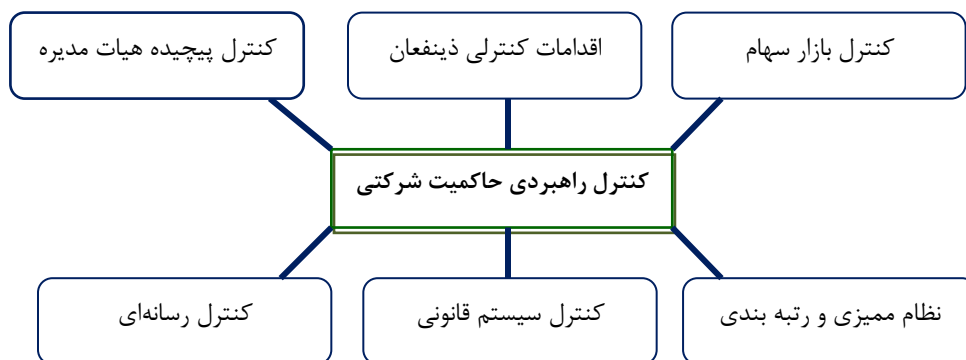 کنترل بازار سهام
اقدامات کنترلی ذینفعان
کنترل پیچیده هیات مدیره
کنترل راهبردی حاکمیت شرکتی
نظام ممیزی و رتبه بندی
کنترل سیستم قانونی
کنترل رسانه‌ای